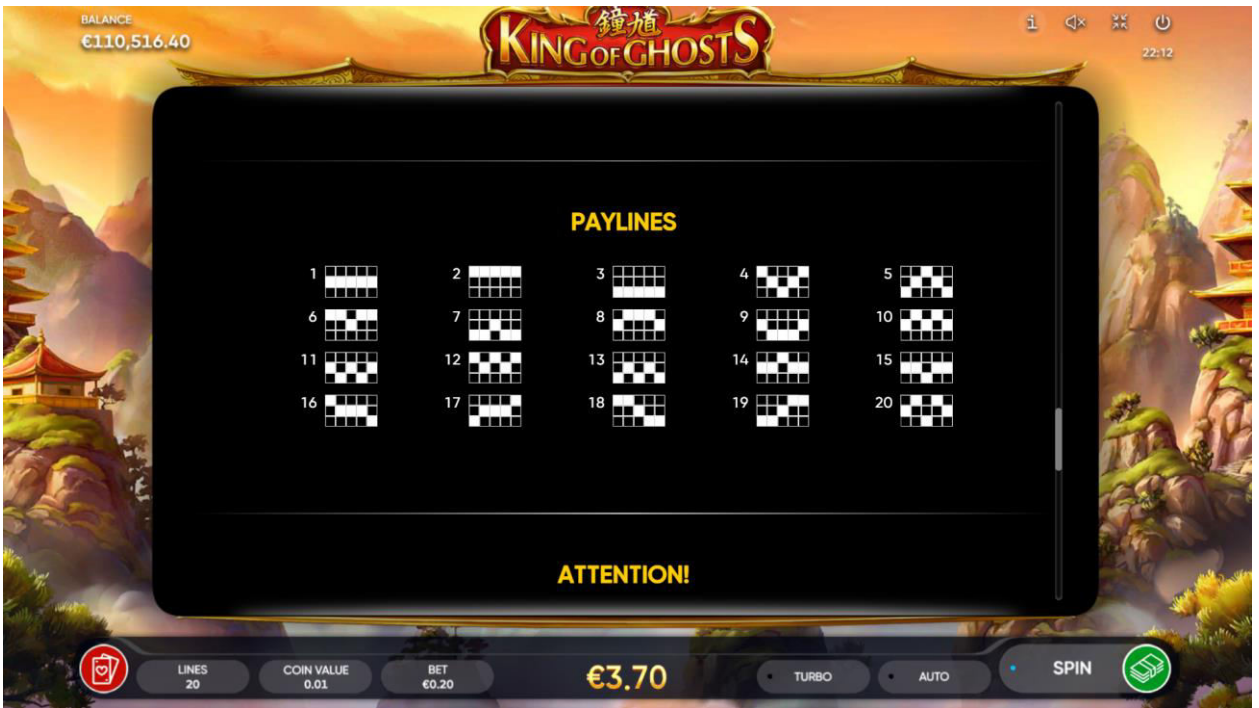 BALANCE
€110,516.40
鍾馗
KING OF GHOSTS
22:12
PAYLINES
1 2 3 4 5
6 7 8 9 10
11 12 13 14 15
16 17 18 19 20
ATTENTION!
LINES
20
COIN VALUE
0.01
BET
€0.20
€3.70
TURBO
AUTO
SPIN